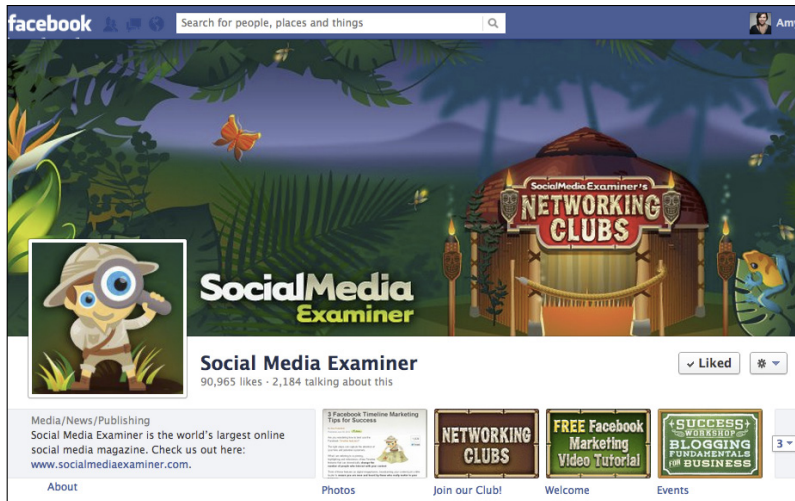 facebook
Search for people, places and things
Am
SocialMediaExaminer's
NETWORKING
CLUBS
SocialMedia
Examiner
Social Media Examiner
90,965 likes · 2,184 talking about this
✓ Liked
Media/News/Publishing
Social Media Examiner is the world's largest online
social media magazine. Check us out here:
www.socialmediaexaminer.com.
About
3 Facebook Timeline Marketing
Tips for Success
Photos
NETWORKING
CLUBS
Join our Club!
FREE Facebook
Marketing
Video Tutorial
Welcome
SUCCESS
WORKSHOP
BLOGGING
FUNDAMENTALS
FOR BUSINESS
Events
3